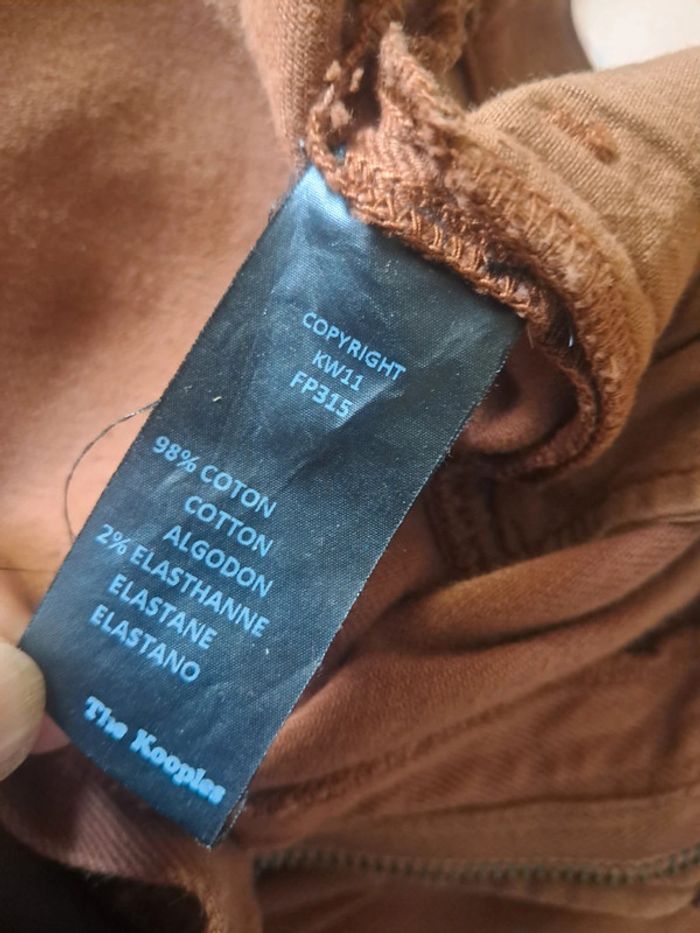 COPYRIGHT
KW11
FP315
98% COTON
COTTON
ALGODON
2% ELASTHANNE
ELASTANE
ELASTANO
The Kooples